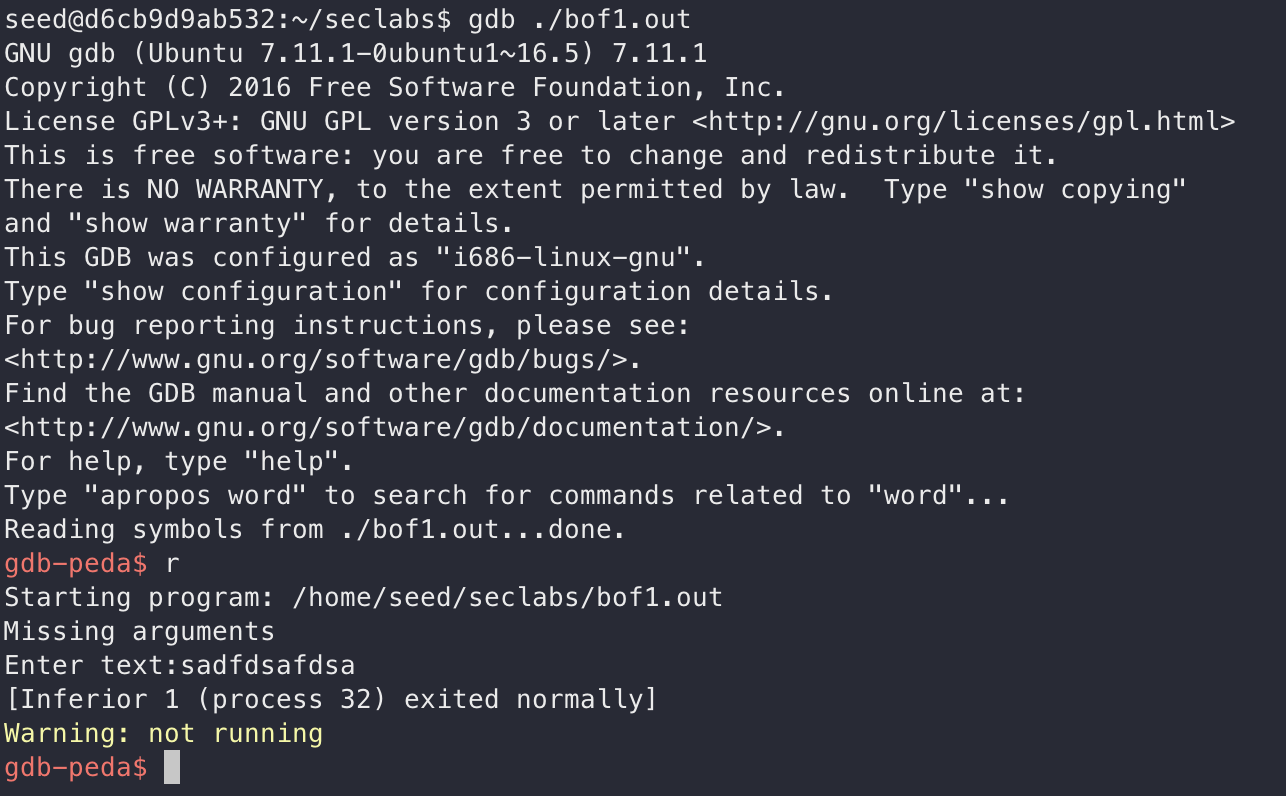 seed@d6cb9d9ab532:~/seclabs$ gdb ./bof1.out
GNU gdb (Ubuntu 7.11.1-0ubuntu1~16.5) 7.11.1
Copyright (C) 2016 Free Software Foundation, Inc.
License GPLv3+: GNU GPL version 3 or later <http://gnu.org/licenses/gpl.html>
This is free software: you are free to change and redistribute it.
There is NO WARRANTY, to the extent permitted by law.  Type "show copying"
and "show warranty" for details.
This GDB was configured as "i686-linux-gnu".
Type "show configuration" for configuration details.
For bug reporting instructions, please see:
<http://www.gnu.org/software/gdb/bugs/>.
Find the GDB manual and other documentation resources online at:
<http://www.gnu.org/software/gdb/documentation/>.
For help, type "help".
Type "apropos word" to search for commands related to "word"...
Reading symbols from ./bof1.out...done.
gdb-peda$ r
Starting program: /home/seed/seclabs/bof1.out
Missing arguments
Enter text:sadfdsafdsa
[Inferior 1 (process 32) exited normally]
Warning: not running
gdb-peda$